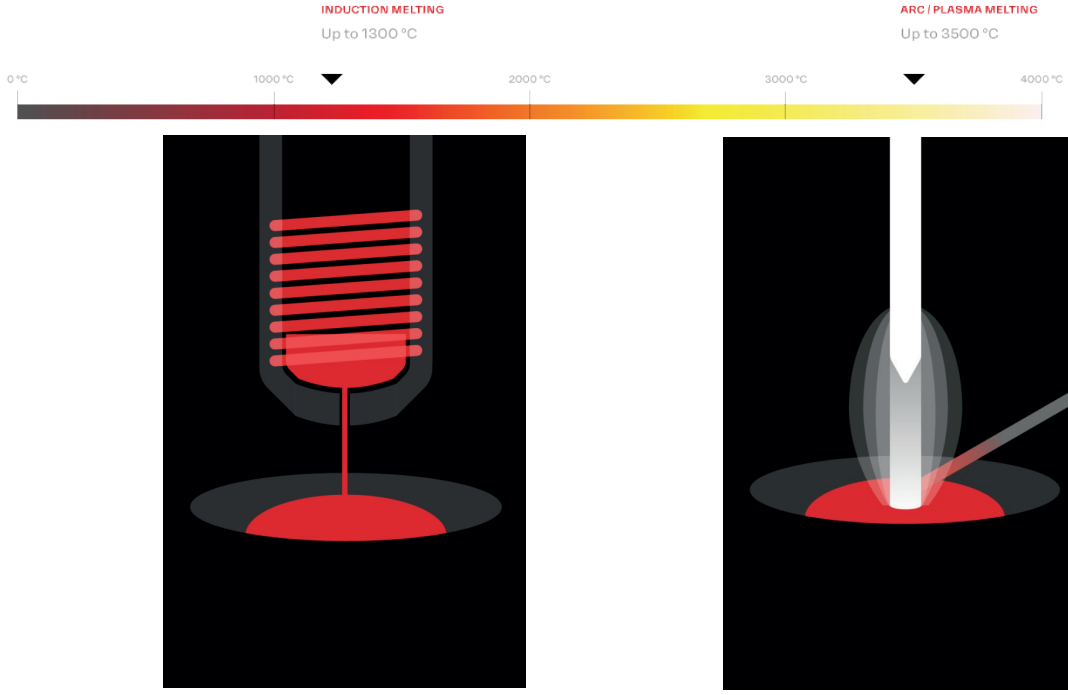 INDUCTION MELTING
Up to 1300 °C
ARC / PLASMA MELTING
Up to 3500 °C
0 °C
1000 °C
2000 °C
3000 °C
4000 °C